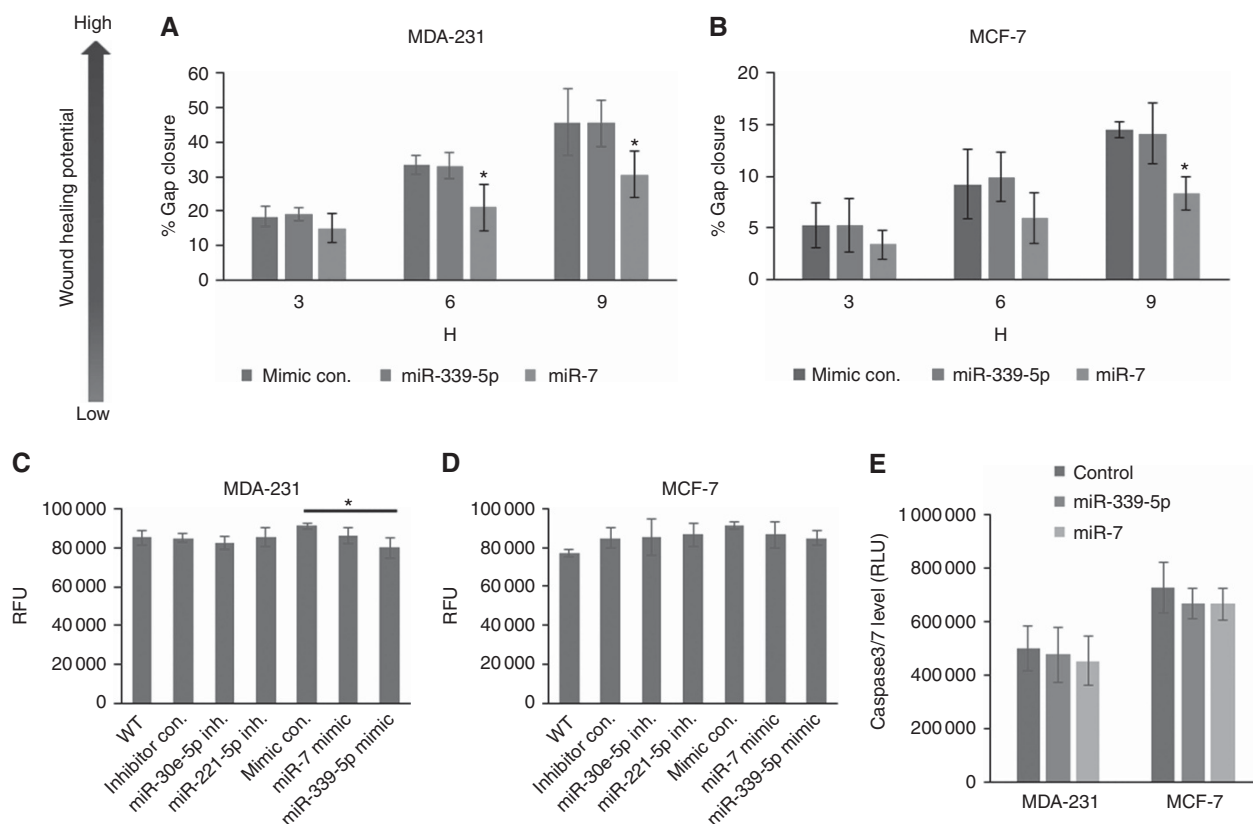 High
Wound healing potential
Low
A
MDA-231
% Gap closure
60
50
40
30
20
10
0
*
*
3 6 9
H
Mimic con. miR-339-5p miR-7
B
MCF-7
% Gap closure
20
15
10
5
0
*
3 6 9
H
Mimic con. miR-339-5p miR-7
C
MDA-231
RFU
100 000
80 000
60 000
40 000
20 000
0
*
WT
Inhibitor con.
miR-30e-5p inh.
miR-221-5p inh.
Mimic con.
miR-7 mimic
miR-339-5p mimic
D
MCF-7
RFU
100 000
80 000
60 000
40 000
20 000
0
WT
Inhibitor con.
miR-30e-5p inh.
miR-221-5p inh.
Mimic con.
miR-7 mimic
miR-339-5p mimic
E
Control
miR-339-5p
miR-7
Caspase3/7 level (RLU)
1 000 000
800 000
600 000
400 000
200 000
0
MDA-231 MCF-7